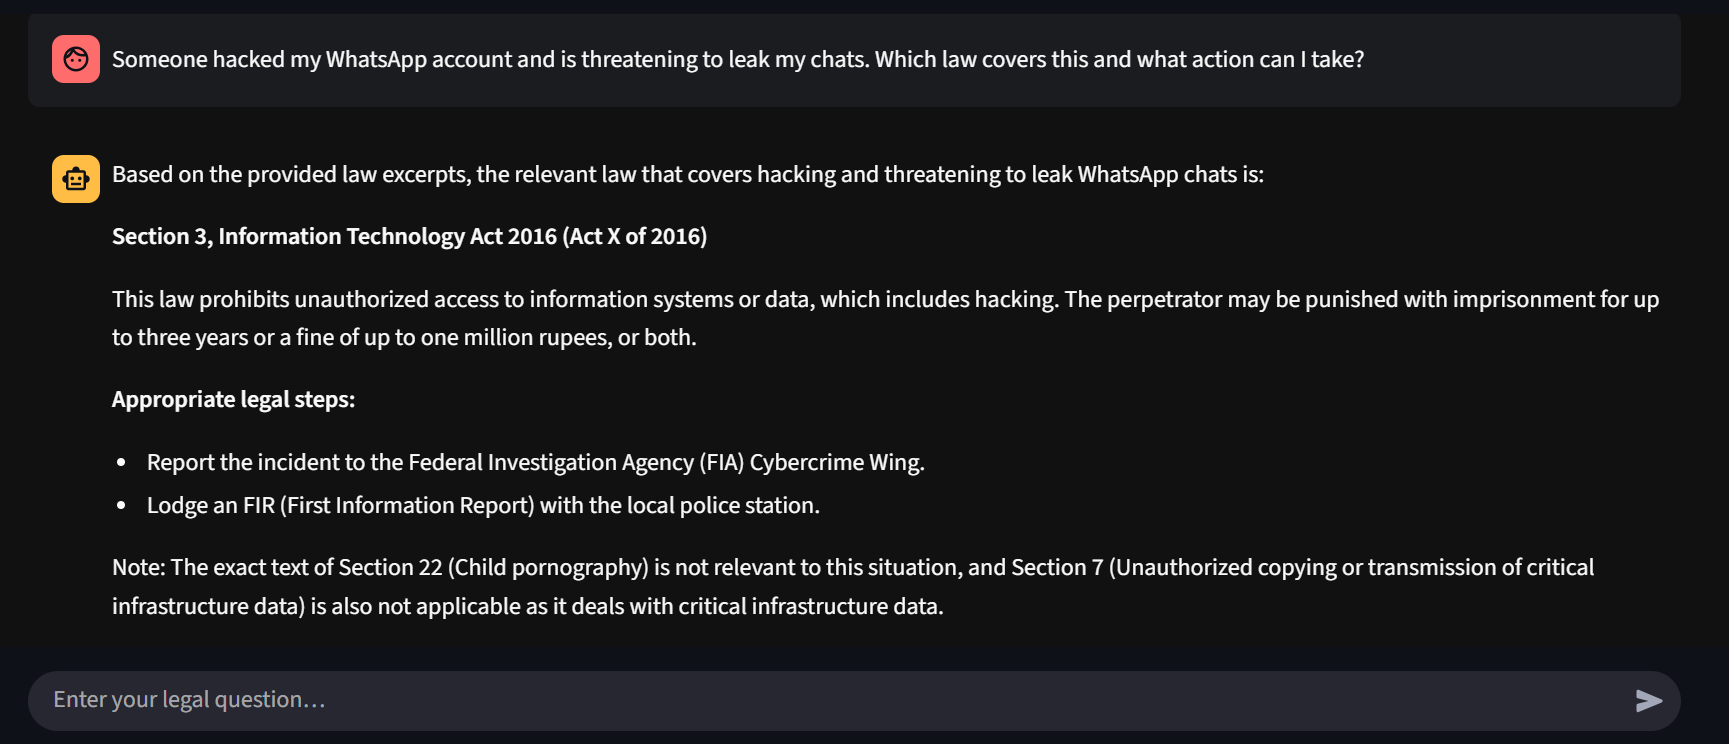 Someone hacked my WhatsApp account and is threatening to leak my chats. Which law covers this and what action can I take?
Based on the provided law excerpts, the relevant law that covers hacking and threatening to leak WhatsApp chats is:
Section 3, Information Technology Act 2016 (Act X of 2016)
This law prohibits unauthorized access to information systems or data, which includes hacking. The perpetrator may be punished with imprisonment for up
to three years or a fine of up to one million rupees, or both.
Appropriate legal steps:
• Report the incident to the Federal Investigation Agency (FIA) Cybercrime Wing.
• Lodge an FIR (First Information Report) with the local police station.
Note: The exact text of Section 22 (Child pornography) is not relevant to this situation, and Section 7 (Unauthorized copying or transmission of critical
infrastructure data) is also not applicable as it deals with critical infrastructure data.
Enter your legal question...